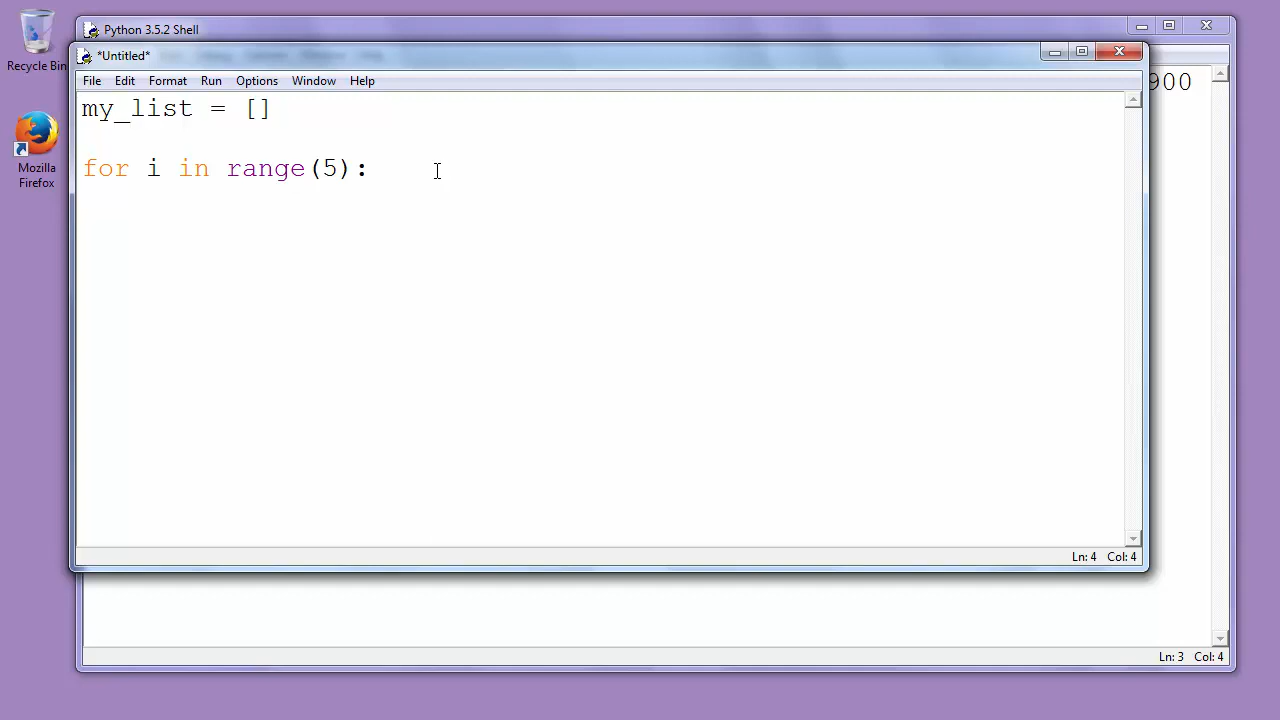 Recycle Bin
Mozilla
Firefox
Python 3.5.2 Shell
*Untitled*
File Edit Format Run Options Window Help
my_list = []
for i in range(5):
900
Ln: 4 Col: 4
Ln: 3 Col: 4